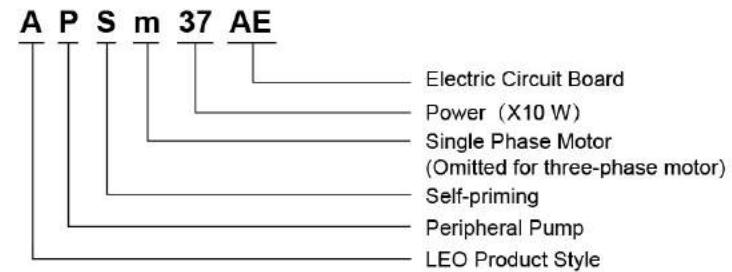 A P S m 37 AE
Electric Circuit Board
Power（X10 W）
Single Phase Motor
(Omitted for three-phase motor)
Self-priming
Peripheral Pump
LEO Product Style